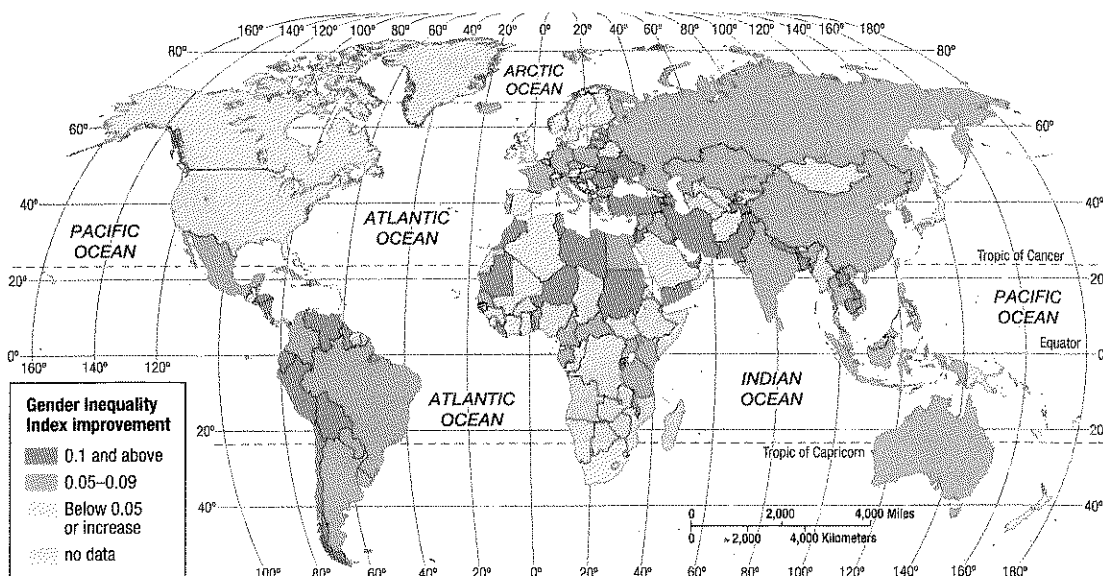 160° 140° 120° 100° 80° 60° 40° 20° 0° 20° 40° 60° 80° 100° 120° 140° 160° 180°
80° 80°
ARCTIC
OCEAN
60° 60°
40° 40°
PACIFIC
OCEAN
ATLANTIC
OCEAN
Tropic of Cancer
20° 20°
PACIFIC
OCEAN
Equator
0° 0°
160° 140° 120°
INDIAN
OCEAN
ATLANTIC
OCEAN
Gender Inequality
Index improvement
0.1 and above
0.05–0.09
Below 0.05
or increase
no data
20° 20°
Tropic of Capricorn
40° 40°
0 2,000 4,000 Miles
0 2,000 4,000 Kilometers
100° 80° 60° 40° 20° 0° 20° 40° 60° 80° 100° 120° 140° 160° 180°